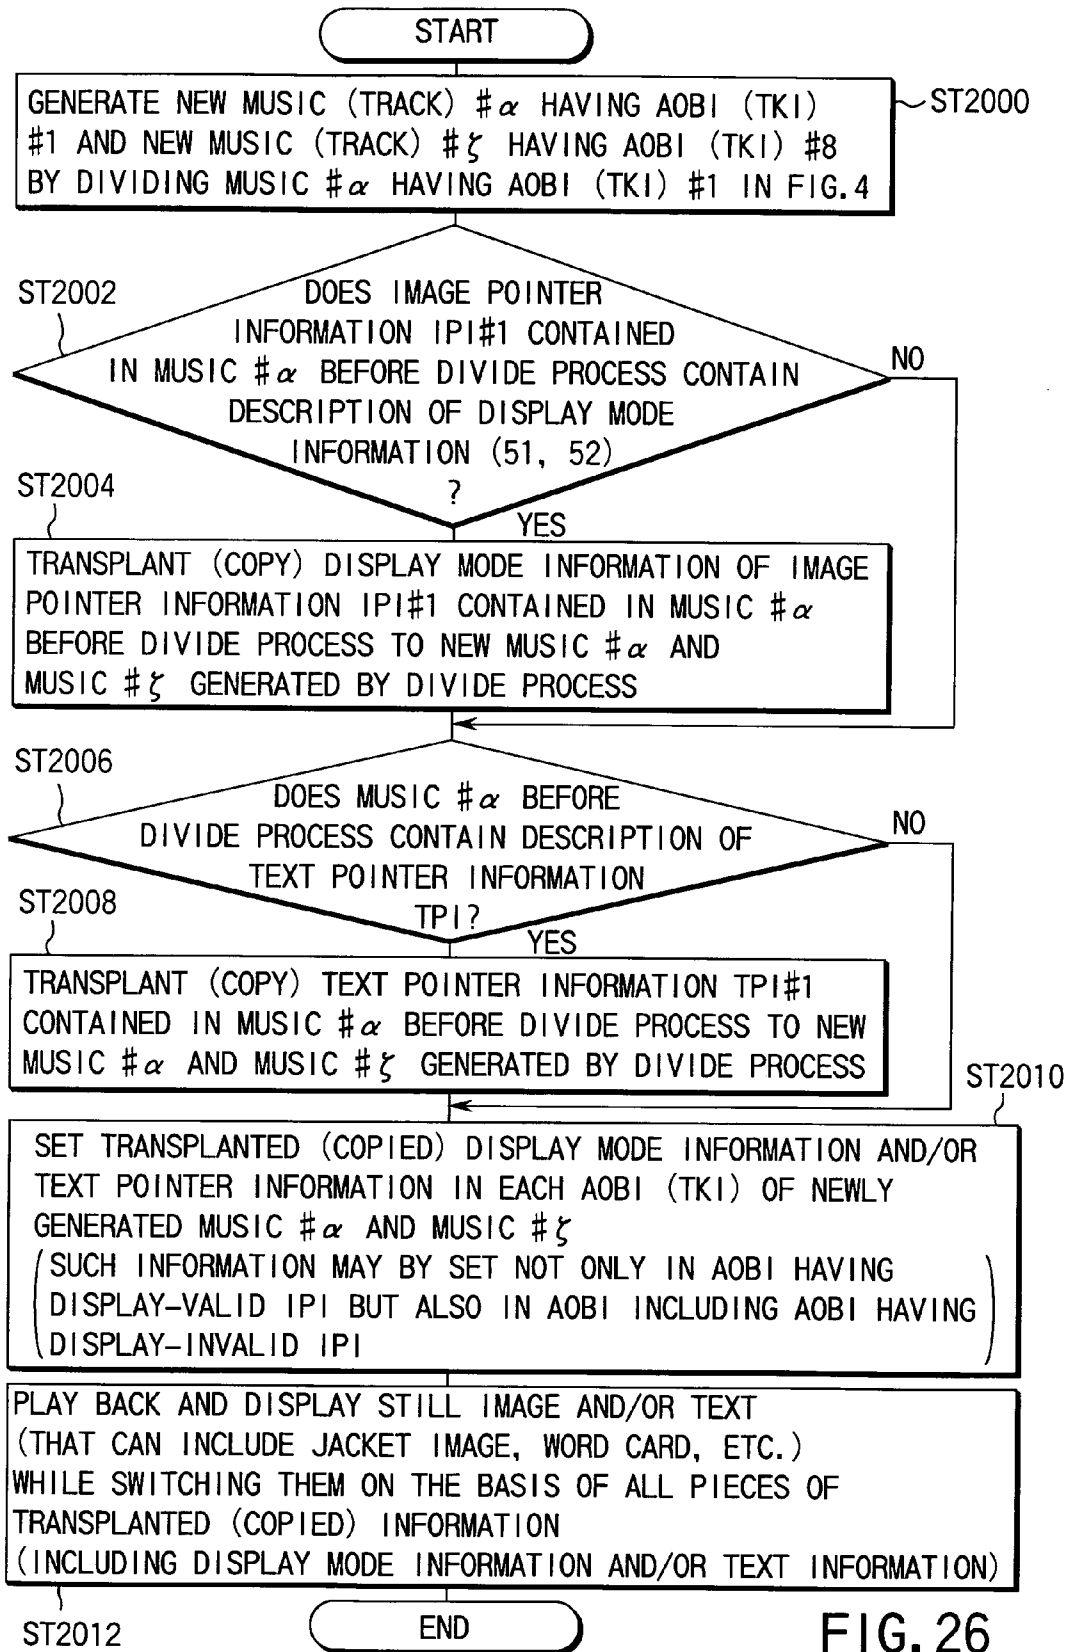 START
GENERATE NEW MUSIC (TRACK) #α HAVING AOBI (TKI)
#1 AND NEW MUSIC (TRACK) #ζ HAVING AOBI (TKI) #8
BY DIVIDING MUSIC #α HAVING AOBI (TKI) #1 IN FIG.4
ST2000
ST2002
DOES IMAGE POINTER
INFORMATION IPI#1 CONTAINED
IN MUSIC #α BEFORE DIVIDE PROCESS CONTAIN
DESCRIPTION OF DISPLAY MODE
INFORMATION (51, 52)
?
NO
YES
ST2004
TRANSPLANT (COPY) DISPLAY MODE INFORMATION OF IMAGE
POINTER INFORMATION IPI#1 CONTAINED IN MUSIC #α
BEFORE DIVIDE PROCESS TO NEW MUSIC #α AND
MUSIC #ζ GENERATED BY DIVIDE PROCESS
ST2006
DOES MUSIC #α BEFORE
DIVIDE PROCESS CONTAIN DESCRIPTION OF
TEXT POINTER INFORMATION
TPI?
NO
YES
ST2008
TRANSPLANT (COPY) TEXT POINTER INFORMATION TPI#1
CONTAINED IN MUSIC #α BEFORE DIVIDE PROCESS TO NEW
MUSIC #α AND MUSIC #ζ GENERATED BY DIVIDE PROCESS
ST2010
SET TRANSPLANTED (COPIED) DISPLAY MODE INFORMATION AND/OR
TEXT POINTER INFORMATION IN EACH AOBI (TKI) OF NEWLY
GENERATED MUSIC #α AND MUSIC #ζ
(SUCH INFORMATION MAY BY SET NOT ONLY IN AOBI HAVING
DISPLAY-VALID IPI BUT ALSO IN AOBI INCLUDING AOBI HAVING
DISPLAY-INVALID IPI)
PLAY BACK AND DISPLAY STILL IMAGE AND/OR TEXT
(THAT CAN INCLUDE JACKET IMAGE, WORD CARD, ETC.)
WHILE SWITCHING THEM ON THE BASIS OF ALL PIECES OF
TRANSPLANTED (COPIED) INFORMATION
(INCLUDING DISPLAY MODE INFORMATION AND/OR TEXT INFORMATION)
ST2012
END
FIG. 26